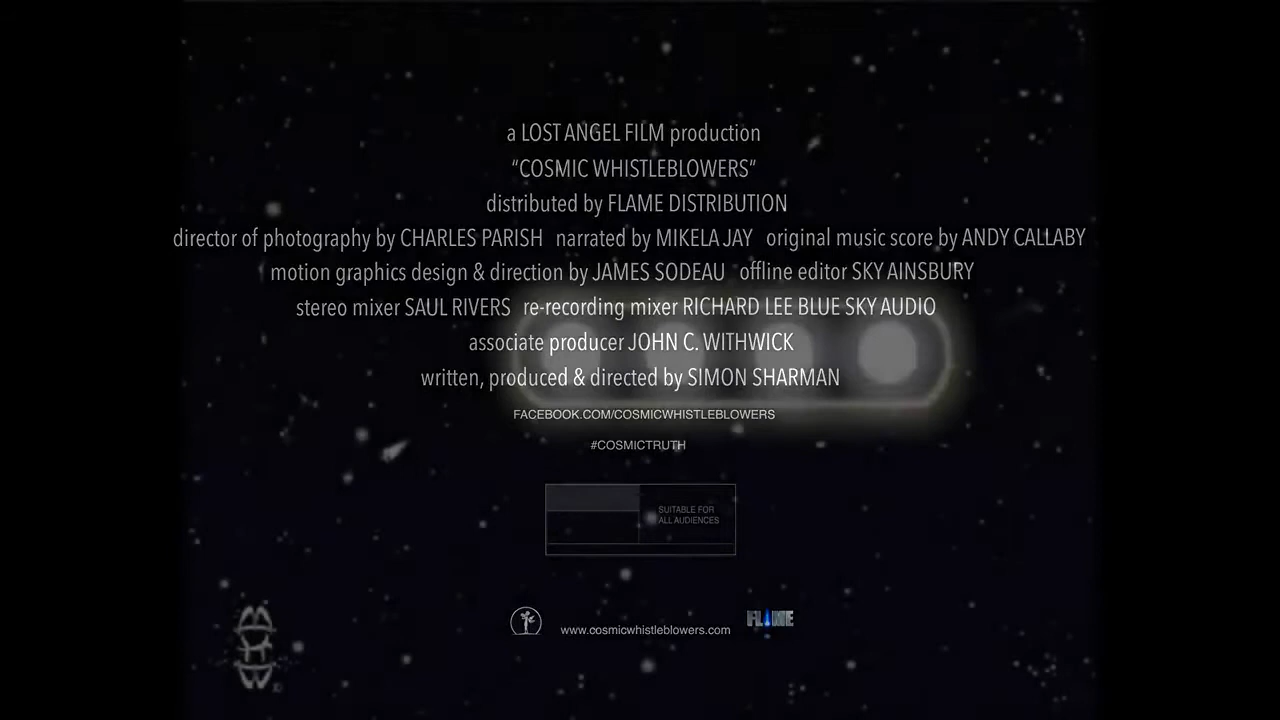 a LOST ANGEL FILM production
“COSMIC WHISTLEBLOWERS”
distributed by FLAME DISTRIBUTION
director of photography by CHARLES PARISH narrated by MIKELA JAY original music score by ANDY CALLABY
motion graphics design & direction by JAMES SODEAU offline editor SKY AINSBURY
stereo mixer SAUL RIVERS re-recording mixer RICHARD LEE BLUE SKY AUDIO
associate producer JOHN C. WITHWICK
written, produced & directed by SIMON SHARMAN
FACEBOOK.COM/COSMICWHISTLEBLOWERS
#COSMICTRUTH
SUITABLE FOR
ALL AUDIENCES
www.cosmicwhistleblowers.com FLAME